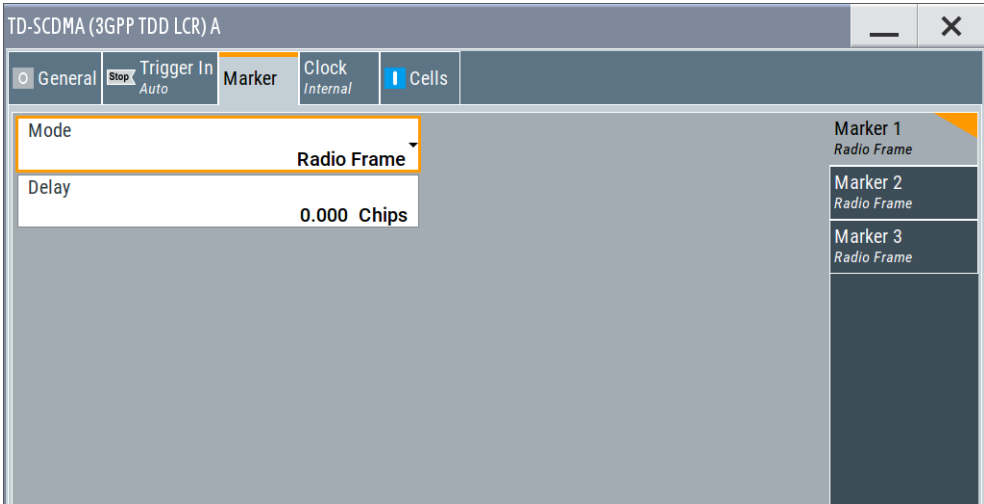 TD-SCDMA (3GPP TDD LCR) A
O General
Stop Trigger In
Auto
Marker
Clock
Internal
I Cells
Mode
Radio Frame
Delay
0.000 Chips
Marker 1
Radio Frame
Marker 2
Radio Frame
Marker 3
Radio Frame